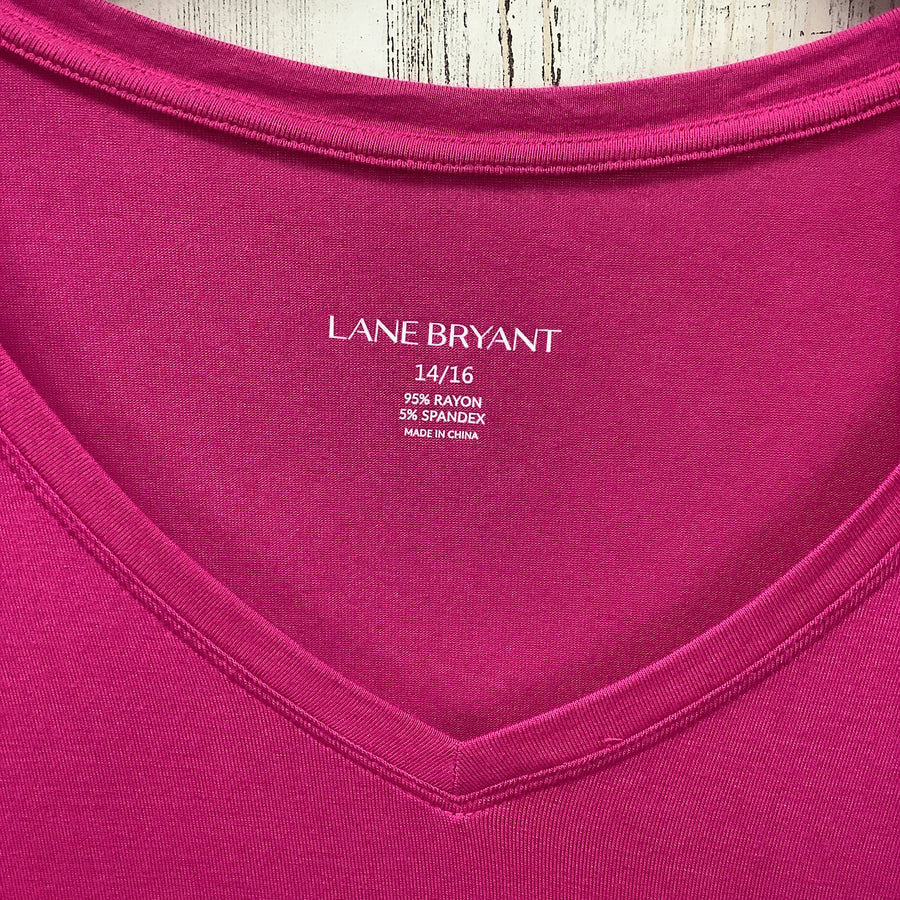 LANE BRYANT
14/16
95% RAYON
5% SPANDEX
MADE IN CHINA